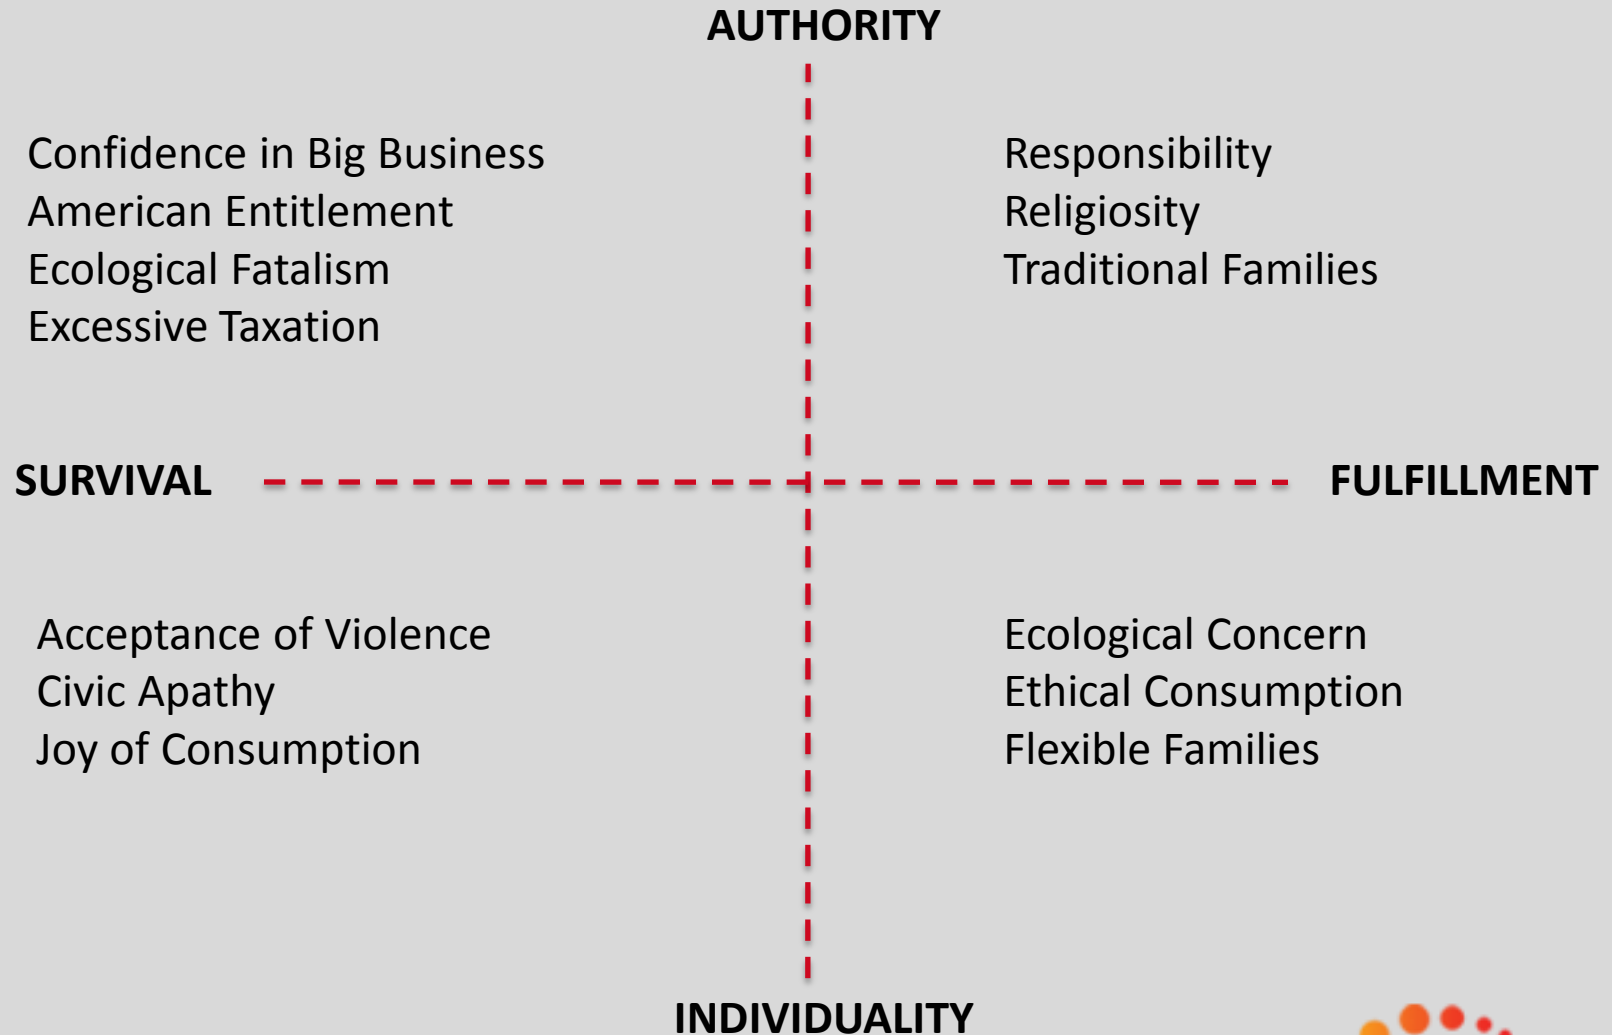 AUTHORITY
Confidence in Big Business
American Entitlement
Ecological Fatalism
Excessive Taxation
Responsibility
Religiosity
Traditional Families
SURVIVAL
FULFILLMENT
Acceptance of Violence
Civic Apathy
Joy of Consumption
Ecological Concern
Ethical Consumption
Flexible Families
INDIVIDUALITY